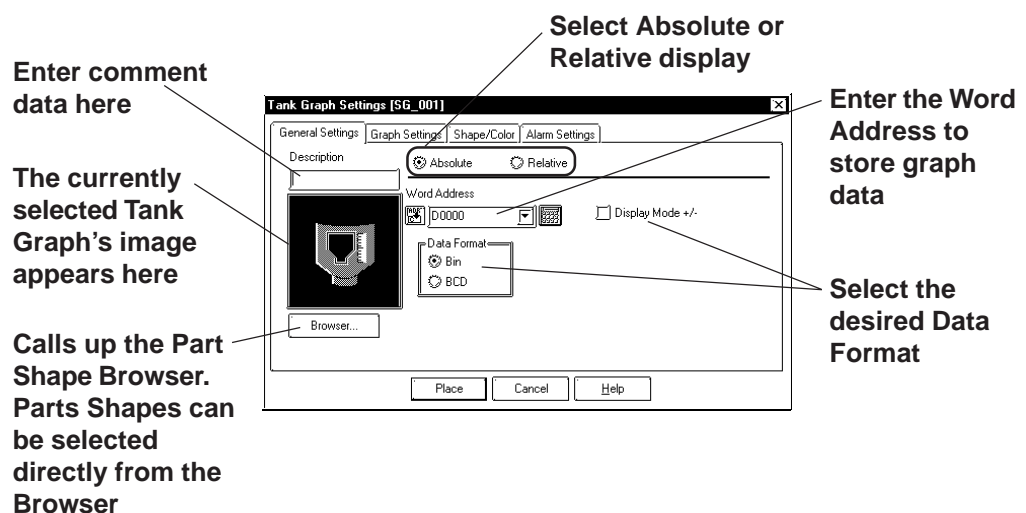 Select Absolute or
Relative display
Enter comment
data here
Enter the Word
Address to
store graph
data
The currently
selected Tank
Graph's image
appears here
Select the
desired Data
Format
Calls up the Part
Shape Browser.
Parts Shapes can
be selected
directly from the
Browser
Tank Graph Settings [SG_001]
General Settings Graph Settings Shape/Color Alarm Settings
Description
Absolute Relative
Word Address
D0000
Display Mode +/-
Data Format
Bin
BCD
Browser...
Place Cancel Help